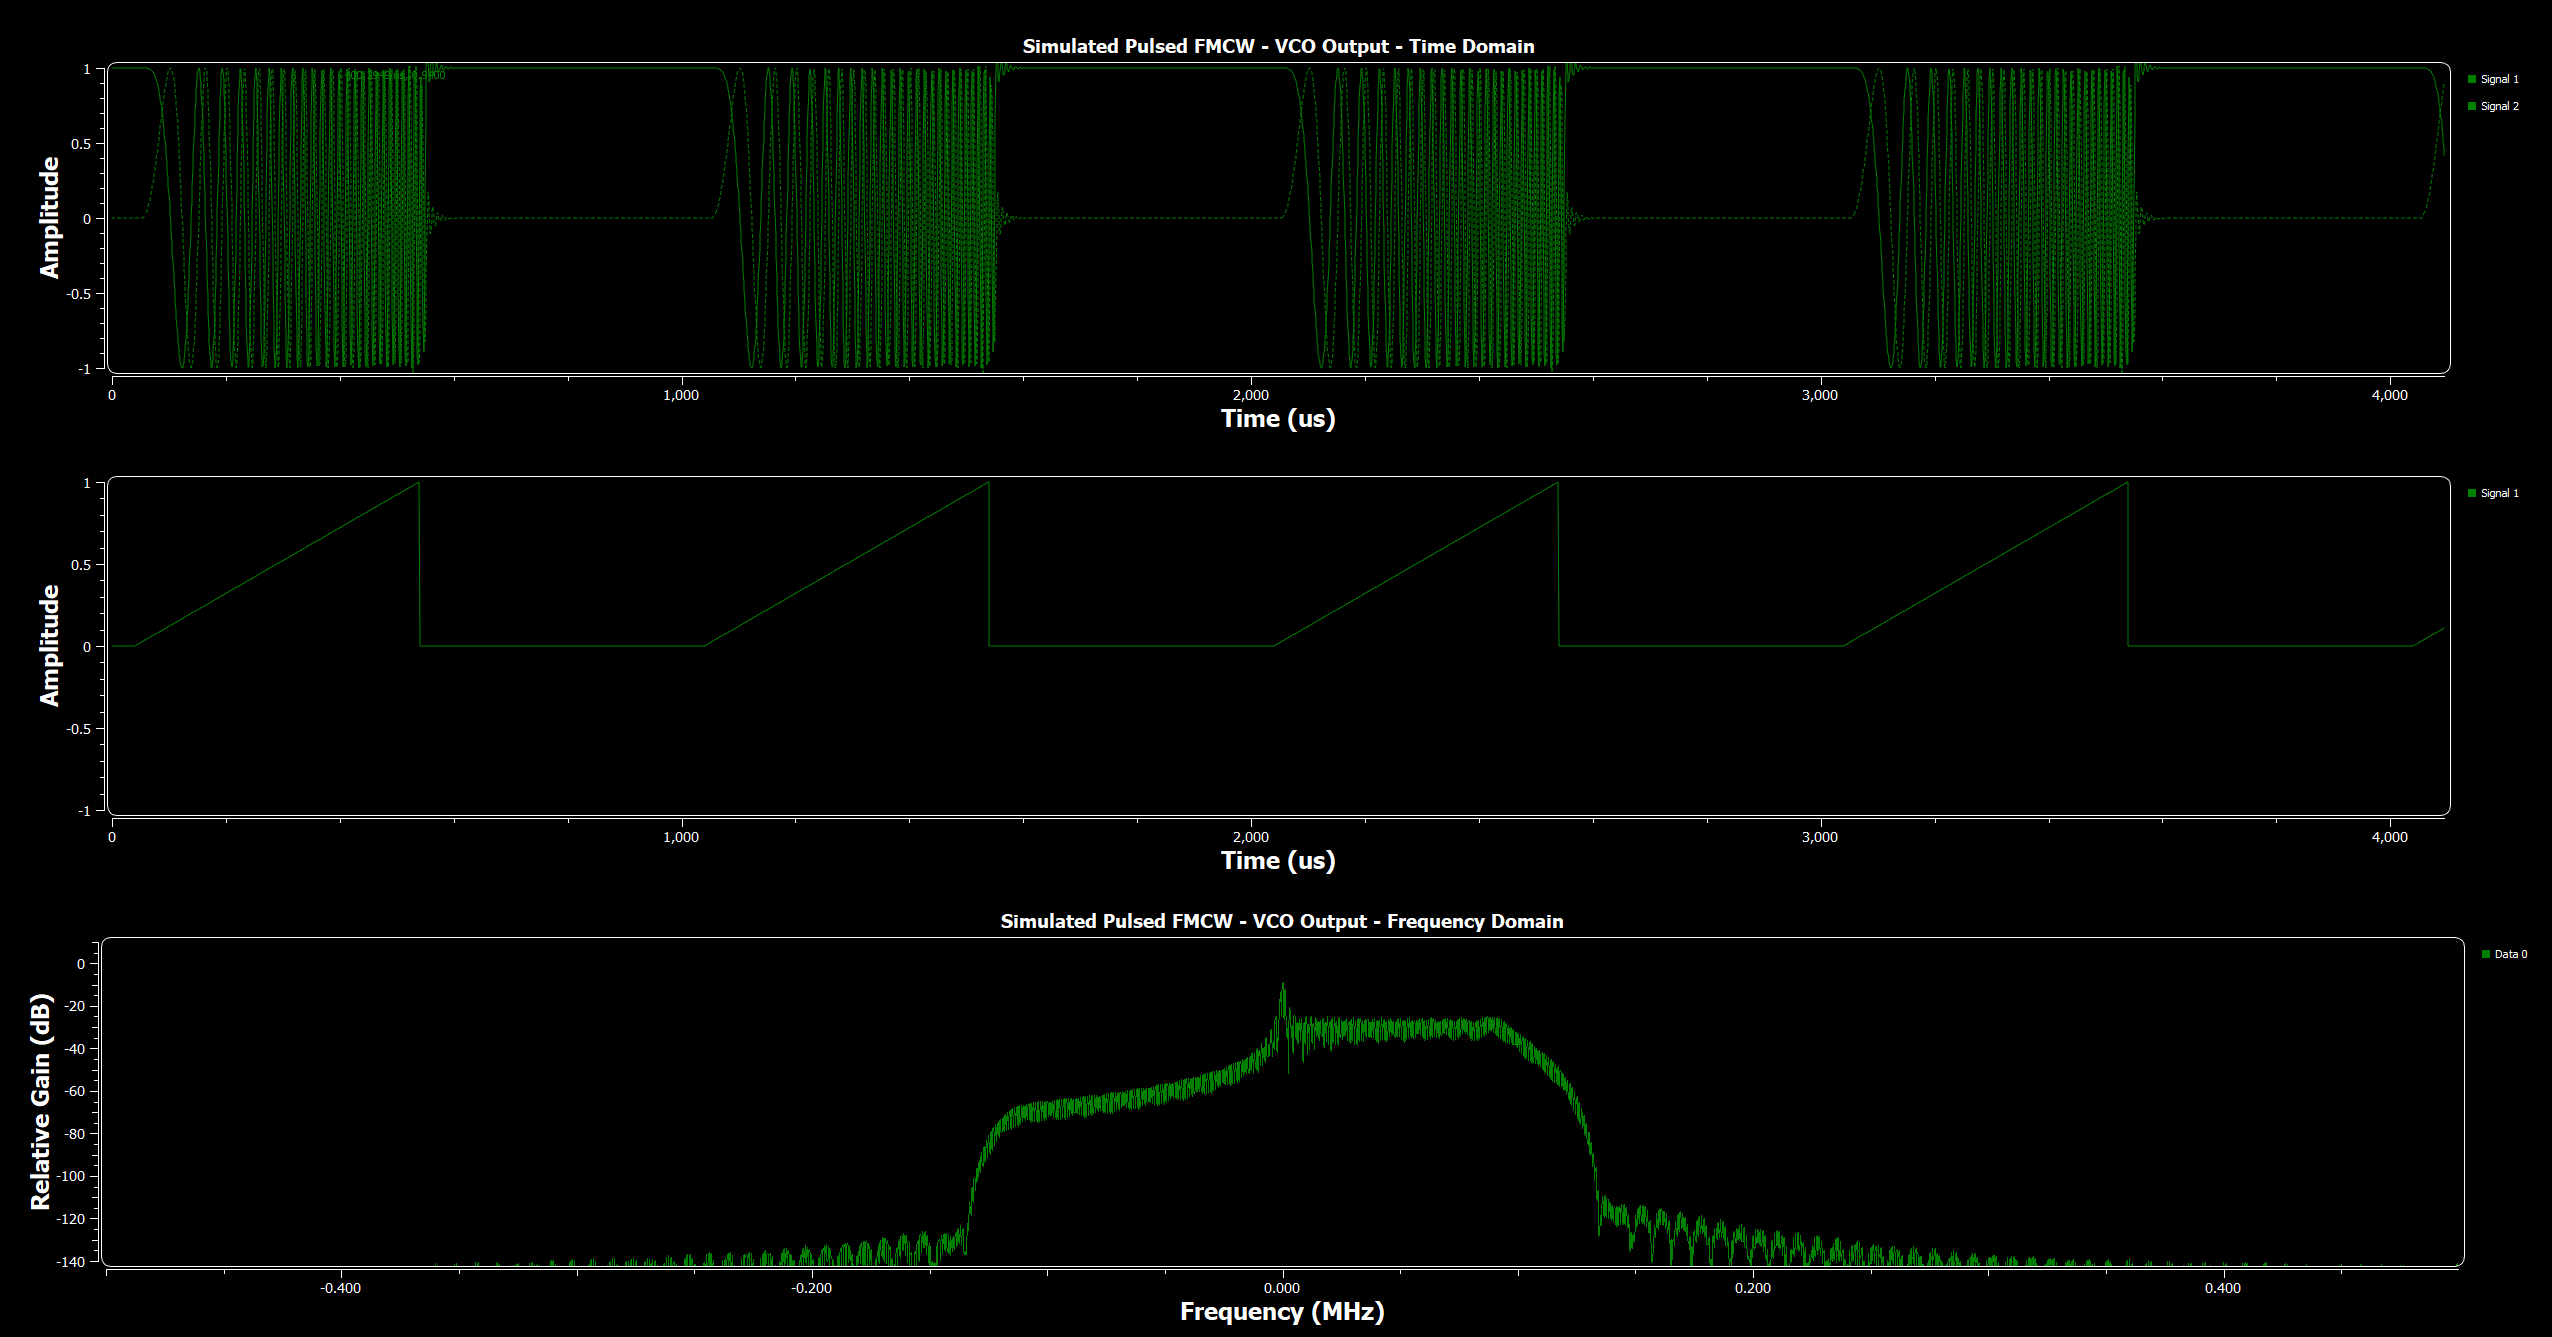 Simulated Pulsed FMCW - VCO Output - Time Domain
Amplitude
1
0.5
0
-0.5
-1
Signal 1
Signal 2
0 1,000 2,000 3,000 4,000
Time (us)
Amplitude
1
0.5
0
-0.5
-1
Signal 1
0 1,000 2,000 3,000 4,000
Time (us)
Simulated Pulsed FMCW - VCO Output - Frequency Domain
Relative Gain (dB)
0
-20
-40
-60
-80
-100
-120
-140
Data 0
-0.400 -0.200 0.000 0.200 0.400
Frequency (MHz)